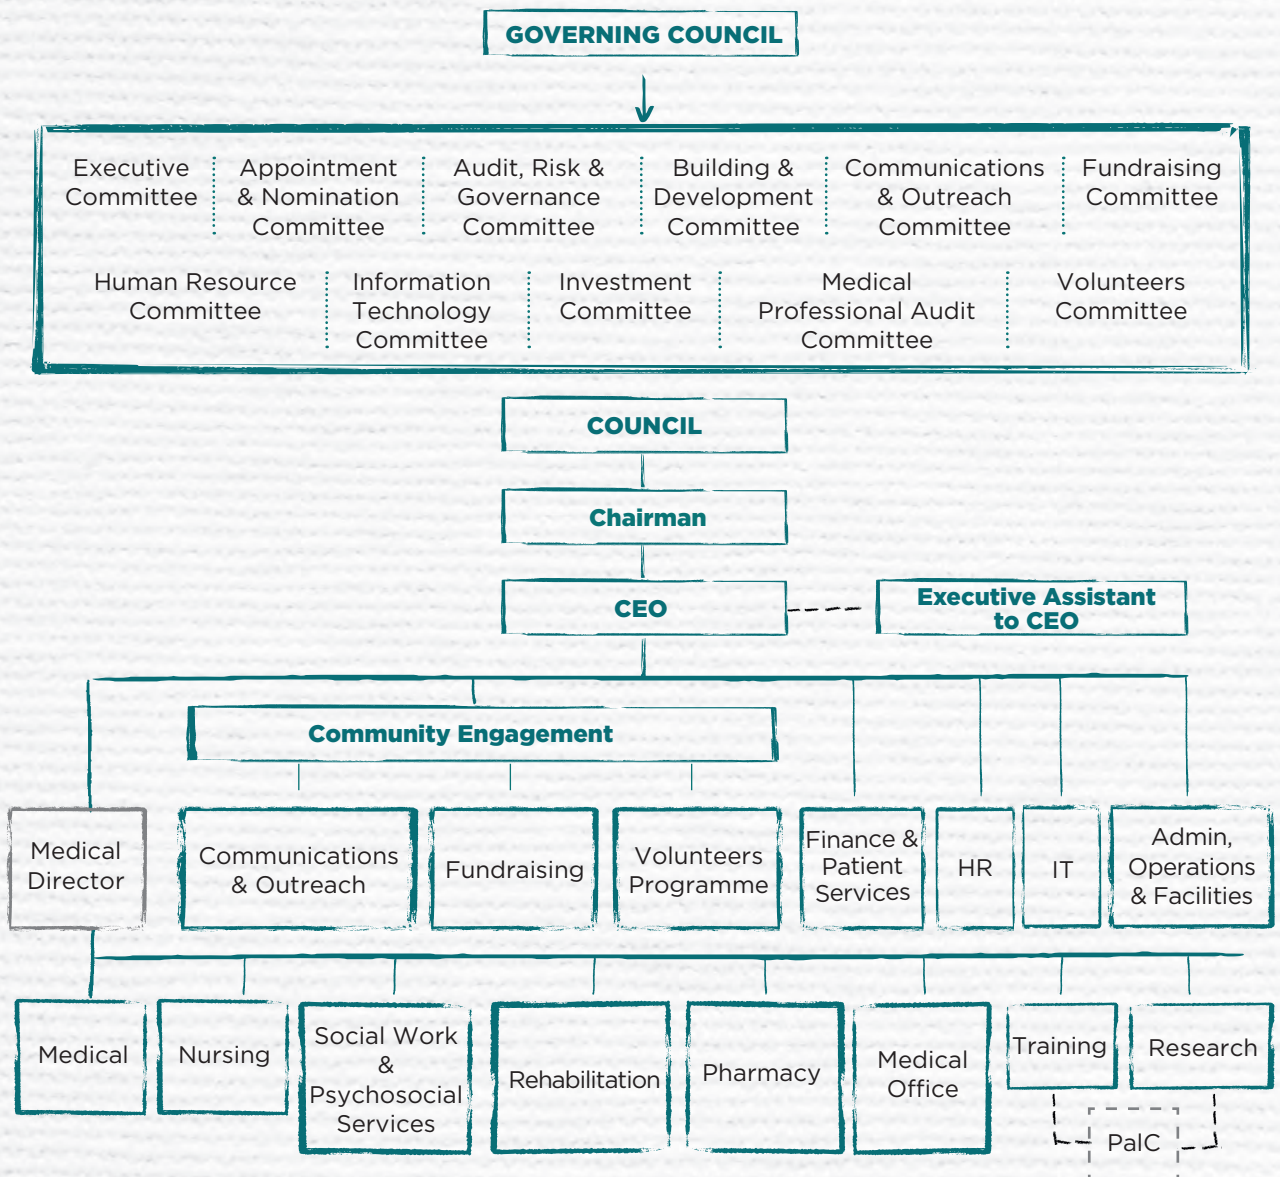 GOVERNING COUNCIL
Executive
Committee
Appointment
& Nomination
Committee
Audit, Risk &
Governance
Committee
Building &
Development
Committee
Communications
& Outreach
Committee
Fundraising
Committee
Human Resource
Committee
Information
Technology
Committee
Investment
Committee
Medical
Professional Audit
Committee
Volunteers
Committee
COUNCIL
Chairman
CEO
Executive Assistant
to CEO
Community Engagement
Medical
Director
Communications
& Outreach
Fundraising
Volunteers
Programme
Finance &
Patient
Services
HR
IT
Admin,
Operations
& Facilities
Medical
Nursing
Social Work
&
Psychosocial
Services
Rehabilitation
Pharmacy
Medical
Office
Training
Research
PalC